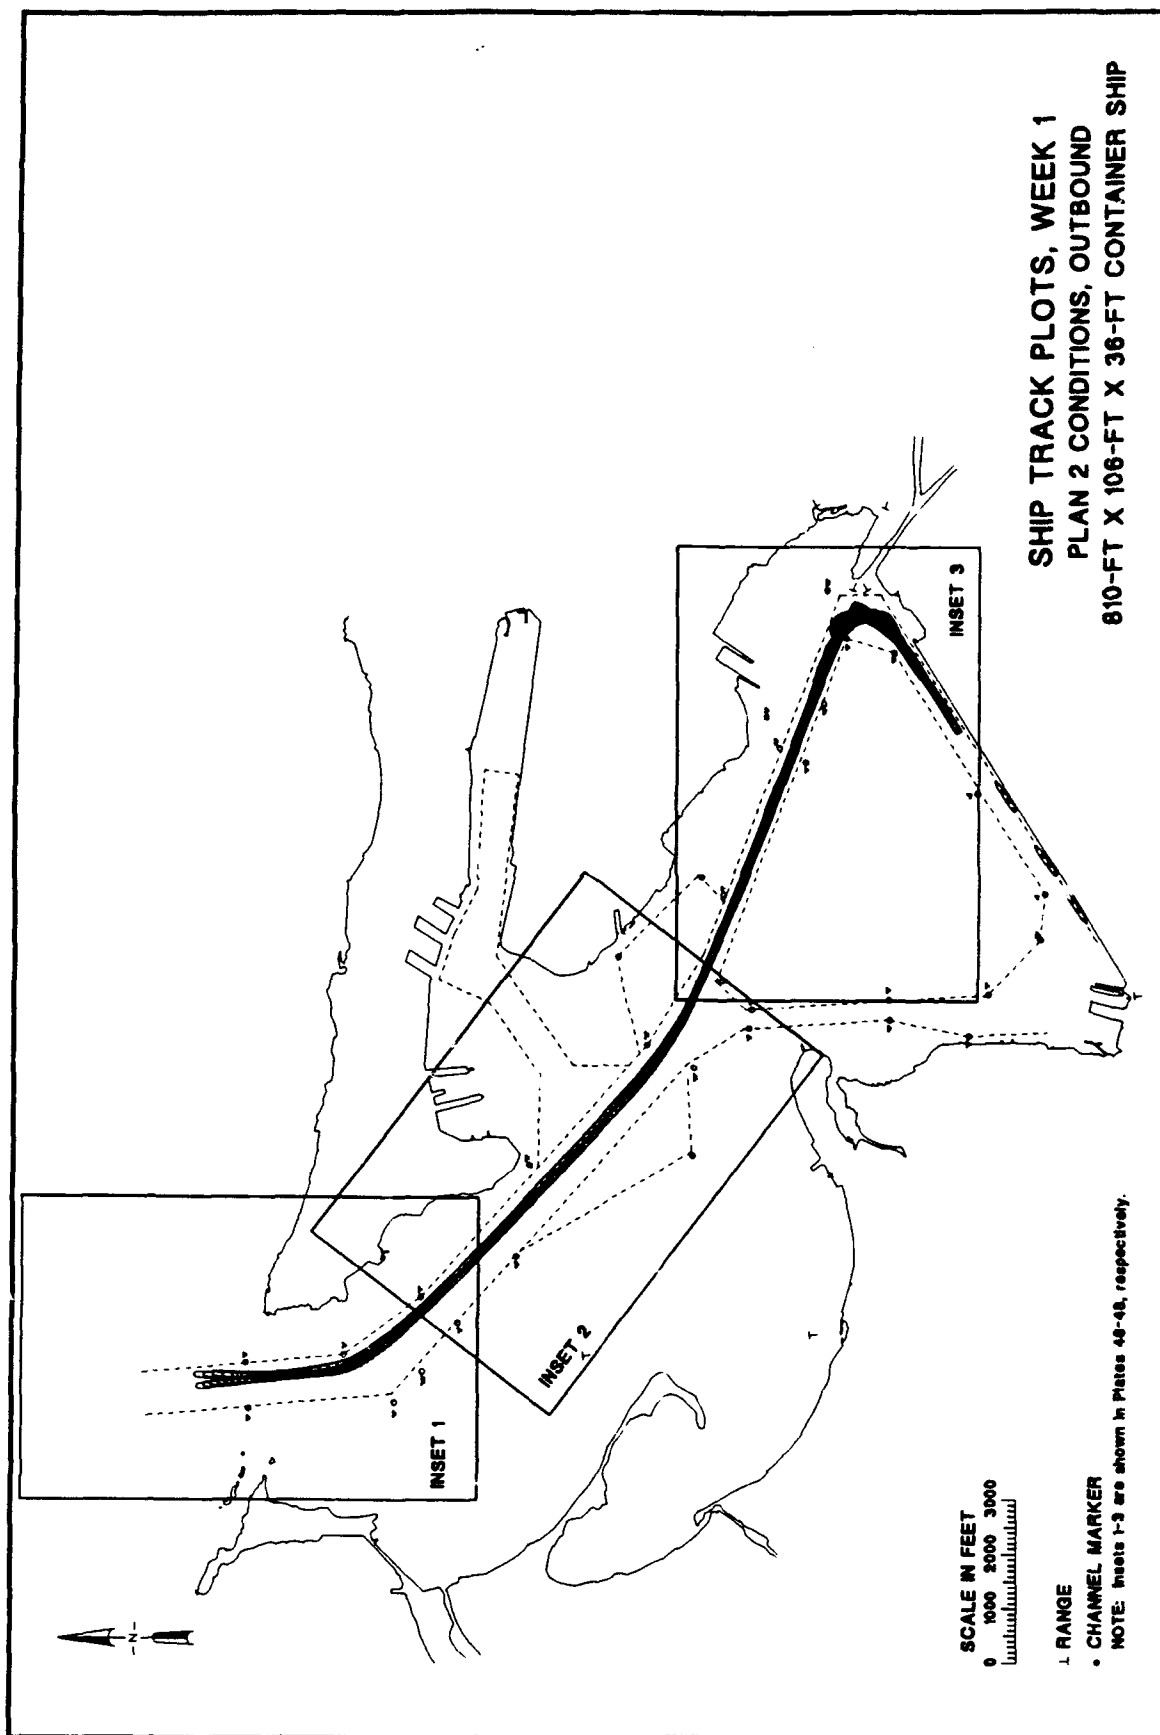 SHIP TRACK PLOTS, WEEK 1
PLAN 2 CONDITIONS, OUTBOUND
810-FT X 106-FT X 36-FT CONTAINER SHIP
INSET 1
INSET 2
INSET 3
-N-
SCALE IN FEET
0 1000 2000 3000
⊥ RANGE
• CHANNEL MARKER
NOTE: Insets 1-3 are shown in Plates 46-48, respectively.